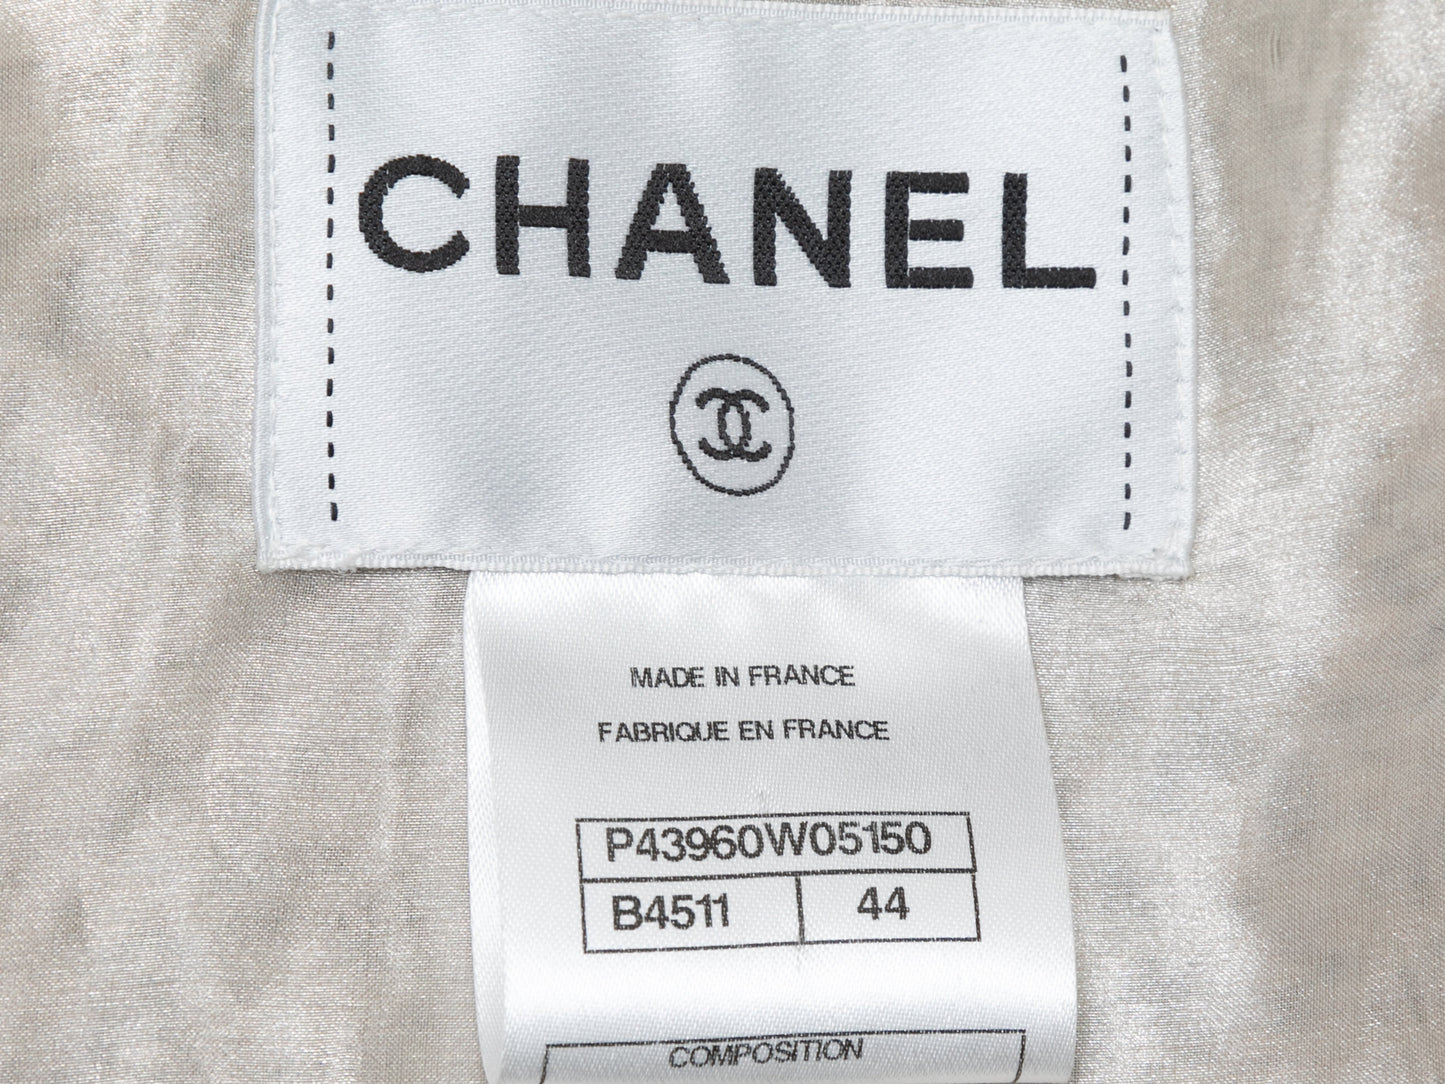 CHANEL
MADE IN FRANCE
FABRIQUE EN FRANCE
P43960W05150
B4511 44
COMPOSITION